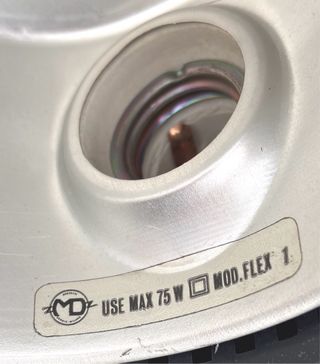 MD USE MAX 75 W MOD. FLEX 1